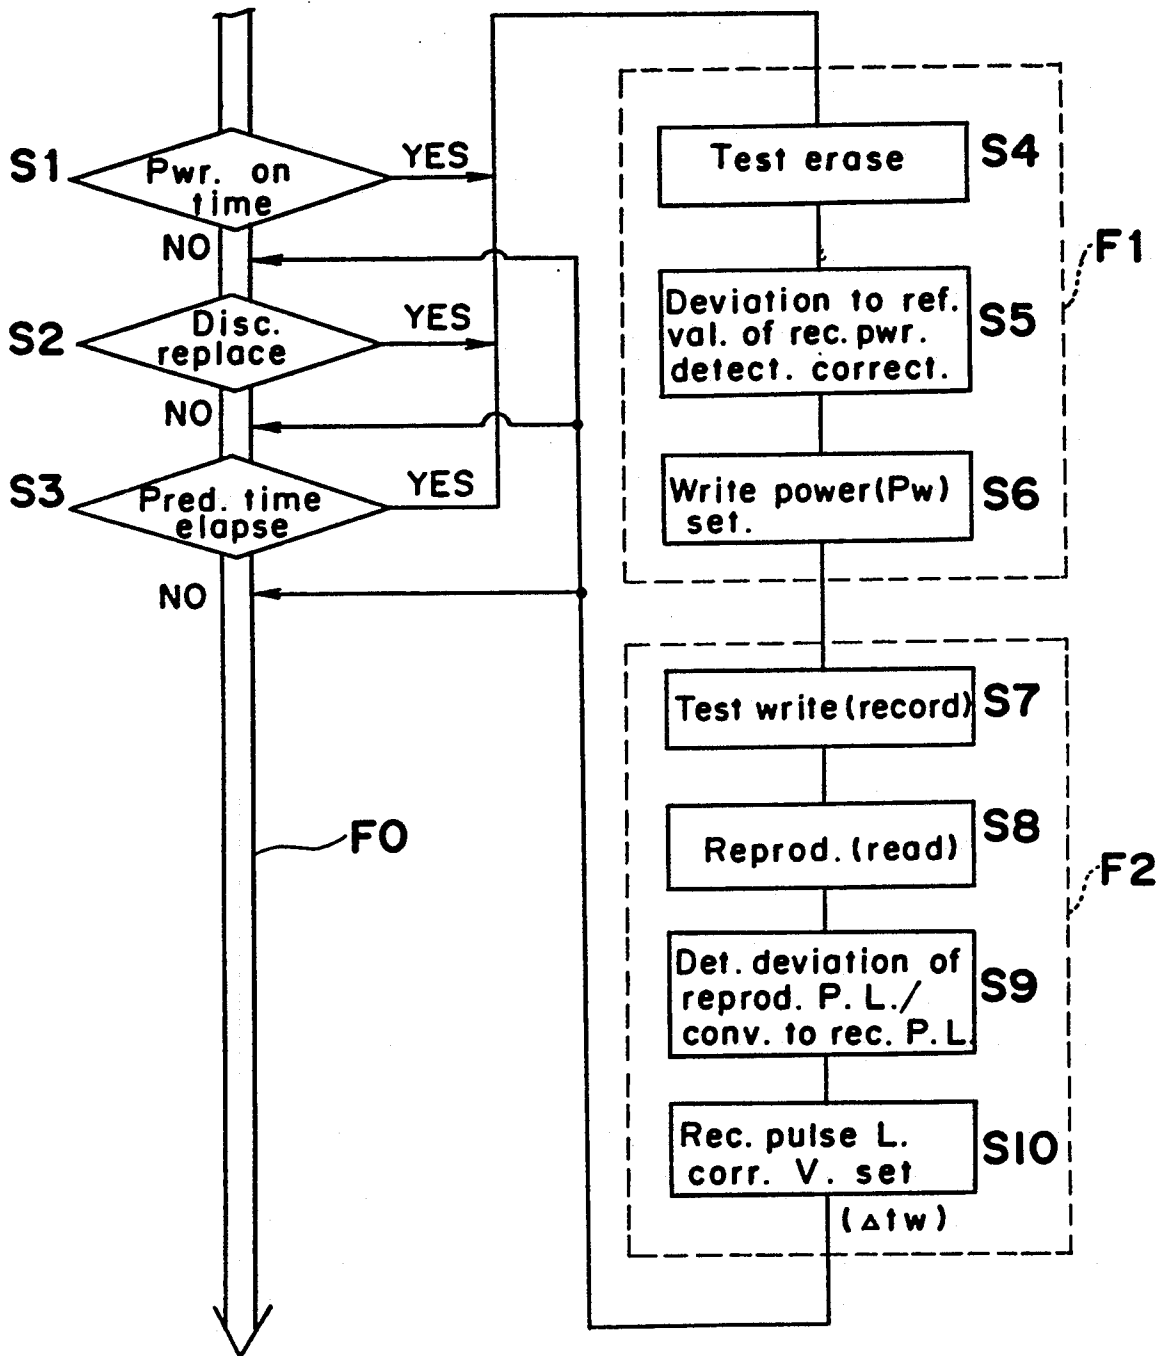 S1
Pwr. on
time
YES
NO
S2
Disc.
replace
YES
NO
S3
Pred. time
elapse
YES
NO
F0
Test erase
S4
Deviation to ref.
val. of rec. pwr.
detect. correct.
S5
Write power (Pw)
set.
S6
F1
Test write (record)
S7
Reprod. (read)
S8
Det. deviation of
reprod. P. L./
conv. to rec. P. L.
S9
Rec. pulse L.
corr. V. set
S10
(Δtw)
F2